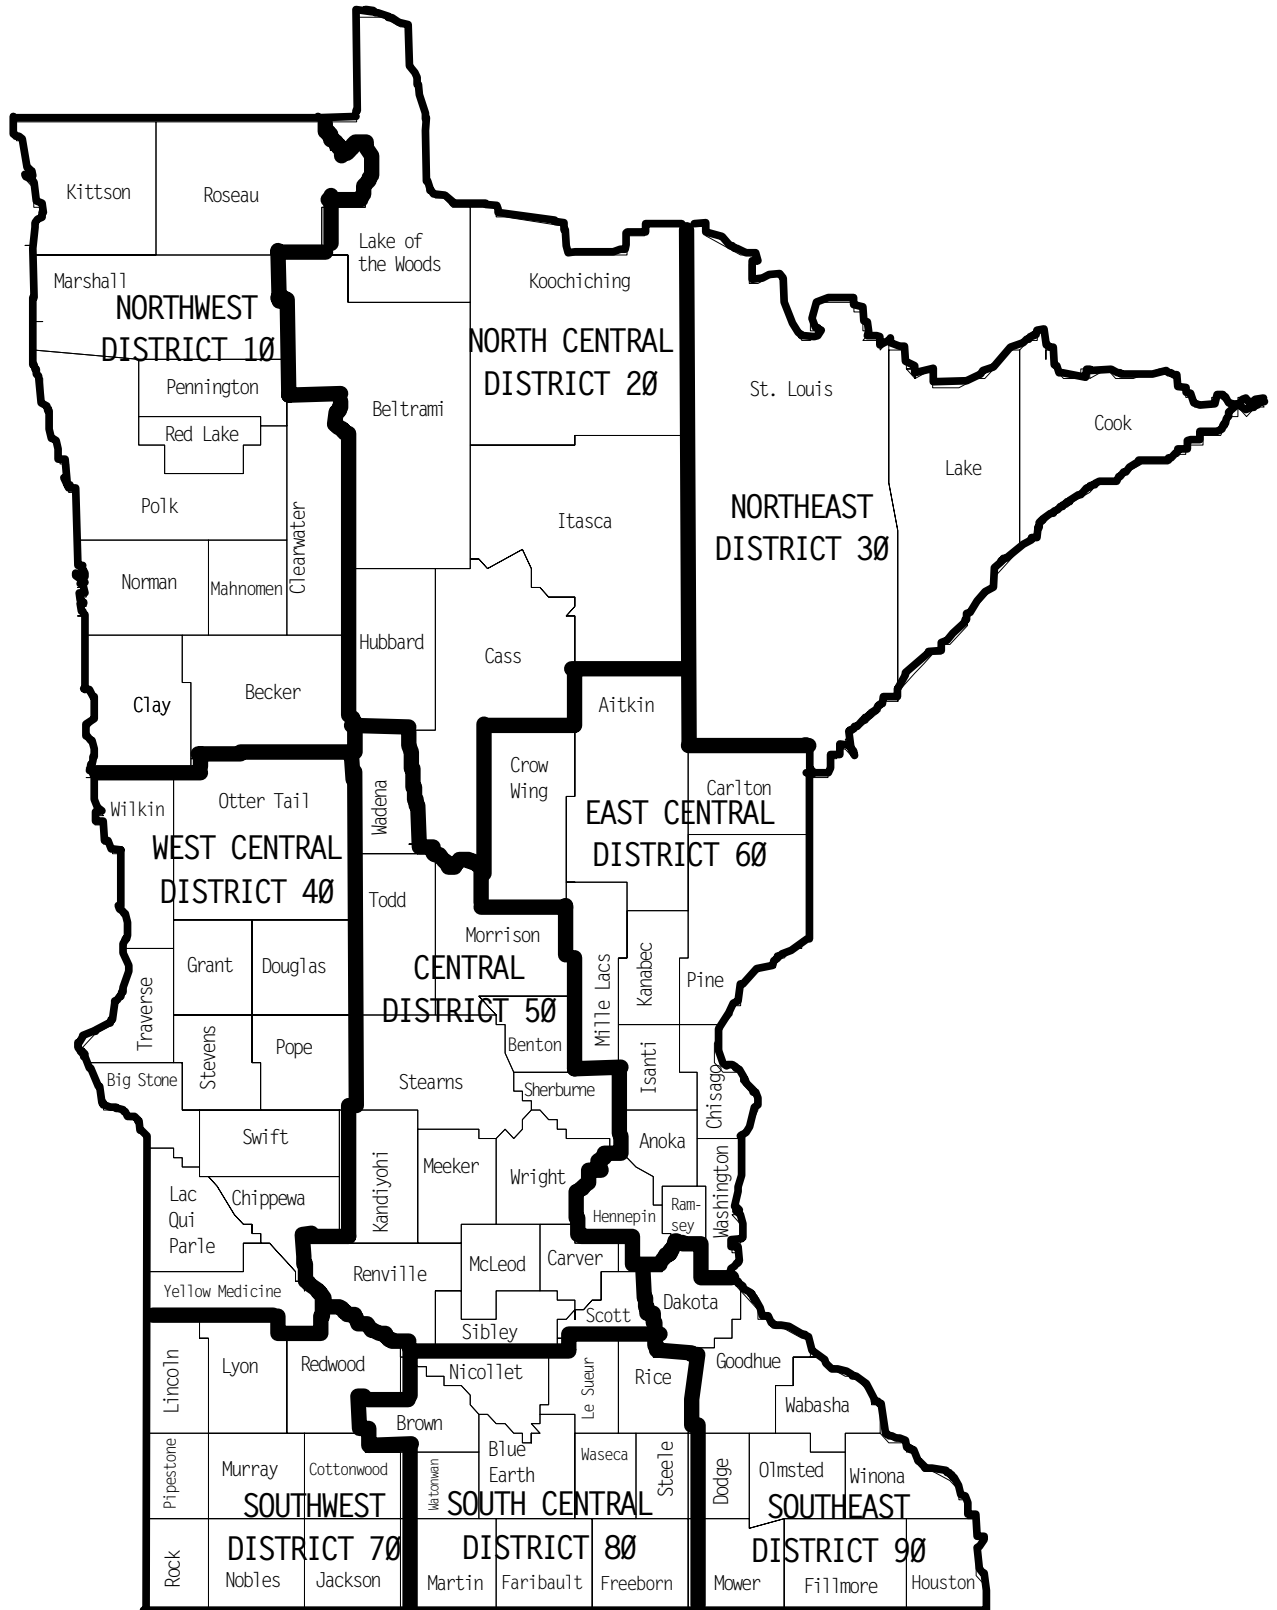 Kittson
Roseau
Lake of
the Woods
Marshall
Koochiching
NORTHWEST
DISTRICT 10
NORTH CENTRAL
DISTRICT 20
Pennington
St. Louis
Beltrami
Cook
Red Lake
Lake
Polk
Clearwater
Itasca
NORTHEAST
DISTRICT 30
Norman
Mahnomen
Hubbard
Cass
Clay
Becker
Aitkin
Crow
Wing
Carlton
Wilkin
Otter Tail
Wadena
EAST CENTRAL
DISTRICT 60
WEST CENTRAL
DISTRICT 40
Todd
Morrison
Grant
Douglas
CENTRAL
DISTRICT 50
Mille Lacs
Kanabec
Pine
Traverse
Stevens
Pope
Benton
Isanti
Big Stone
Stearns
Sherburne
Chisago
Swift
Anoka
Kandiyohi
Meeker
Wright
Washington
Lac
Qui
Parle
Chippewa
Hennepin
Ram-
sey
Renville
McLeod
Carver
Yellow Medicine
Scott
Dakota
Sibley
Lincoln
Lyon
Redwood
Nicollet
Le Sueur
Rice
Goodhue
Brown
Wabasha
Pipestone
Murray
Cottonwood
Watonwan
Blue
Earth
Waseca
Steele
Dodge
Olmsted
Winona
SOUTHWEST
DISTRICT 70
SOUTH CENTRAL
DISTRICT 80
SOUTHEAST
DISTRICT 90
Rock
Nobles
Jackson
Martin
Faribault
Freeborn
Mower
Fillmore
Houston